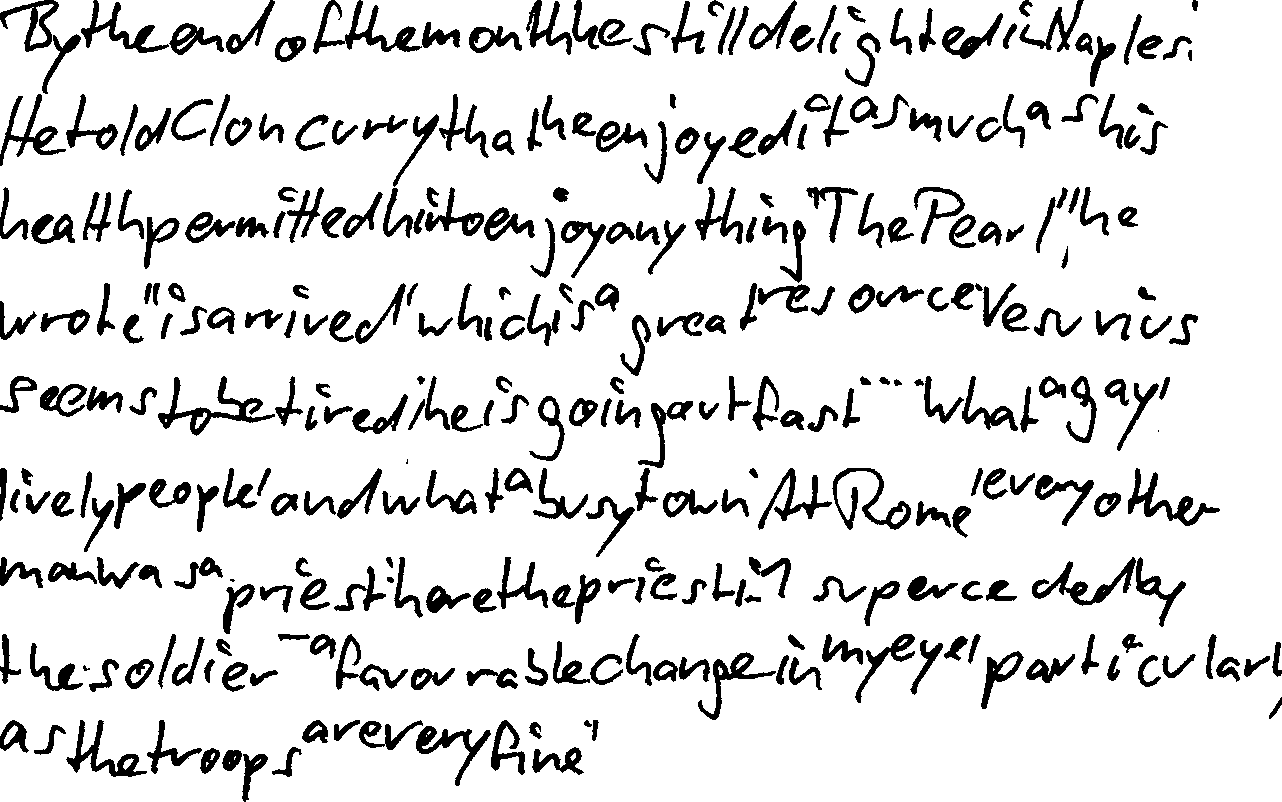 By the end of the month he still delighted in Naples.
He told Cloncurry that he enjoyed it as much as his
health permitted him to enjoy anything "The Pearl", he
wrote "is arrived' which is a great resource Vesuvius
seems to be tired, he is going out fast .... What a gay,
lively people, and what a busy town. At Rome, every other
man was a priest, here the priest is superceded by
the soldier - a favourable change in my eye, particularly
as the troops are very fine"